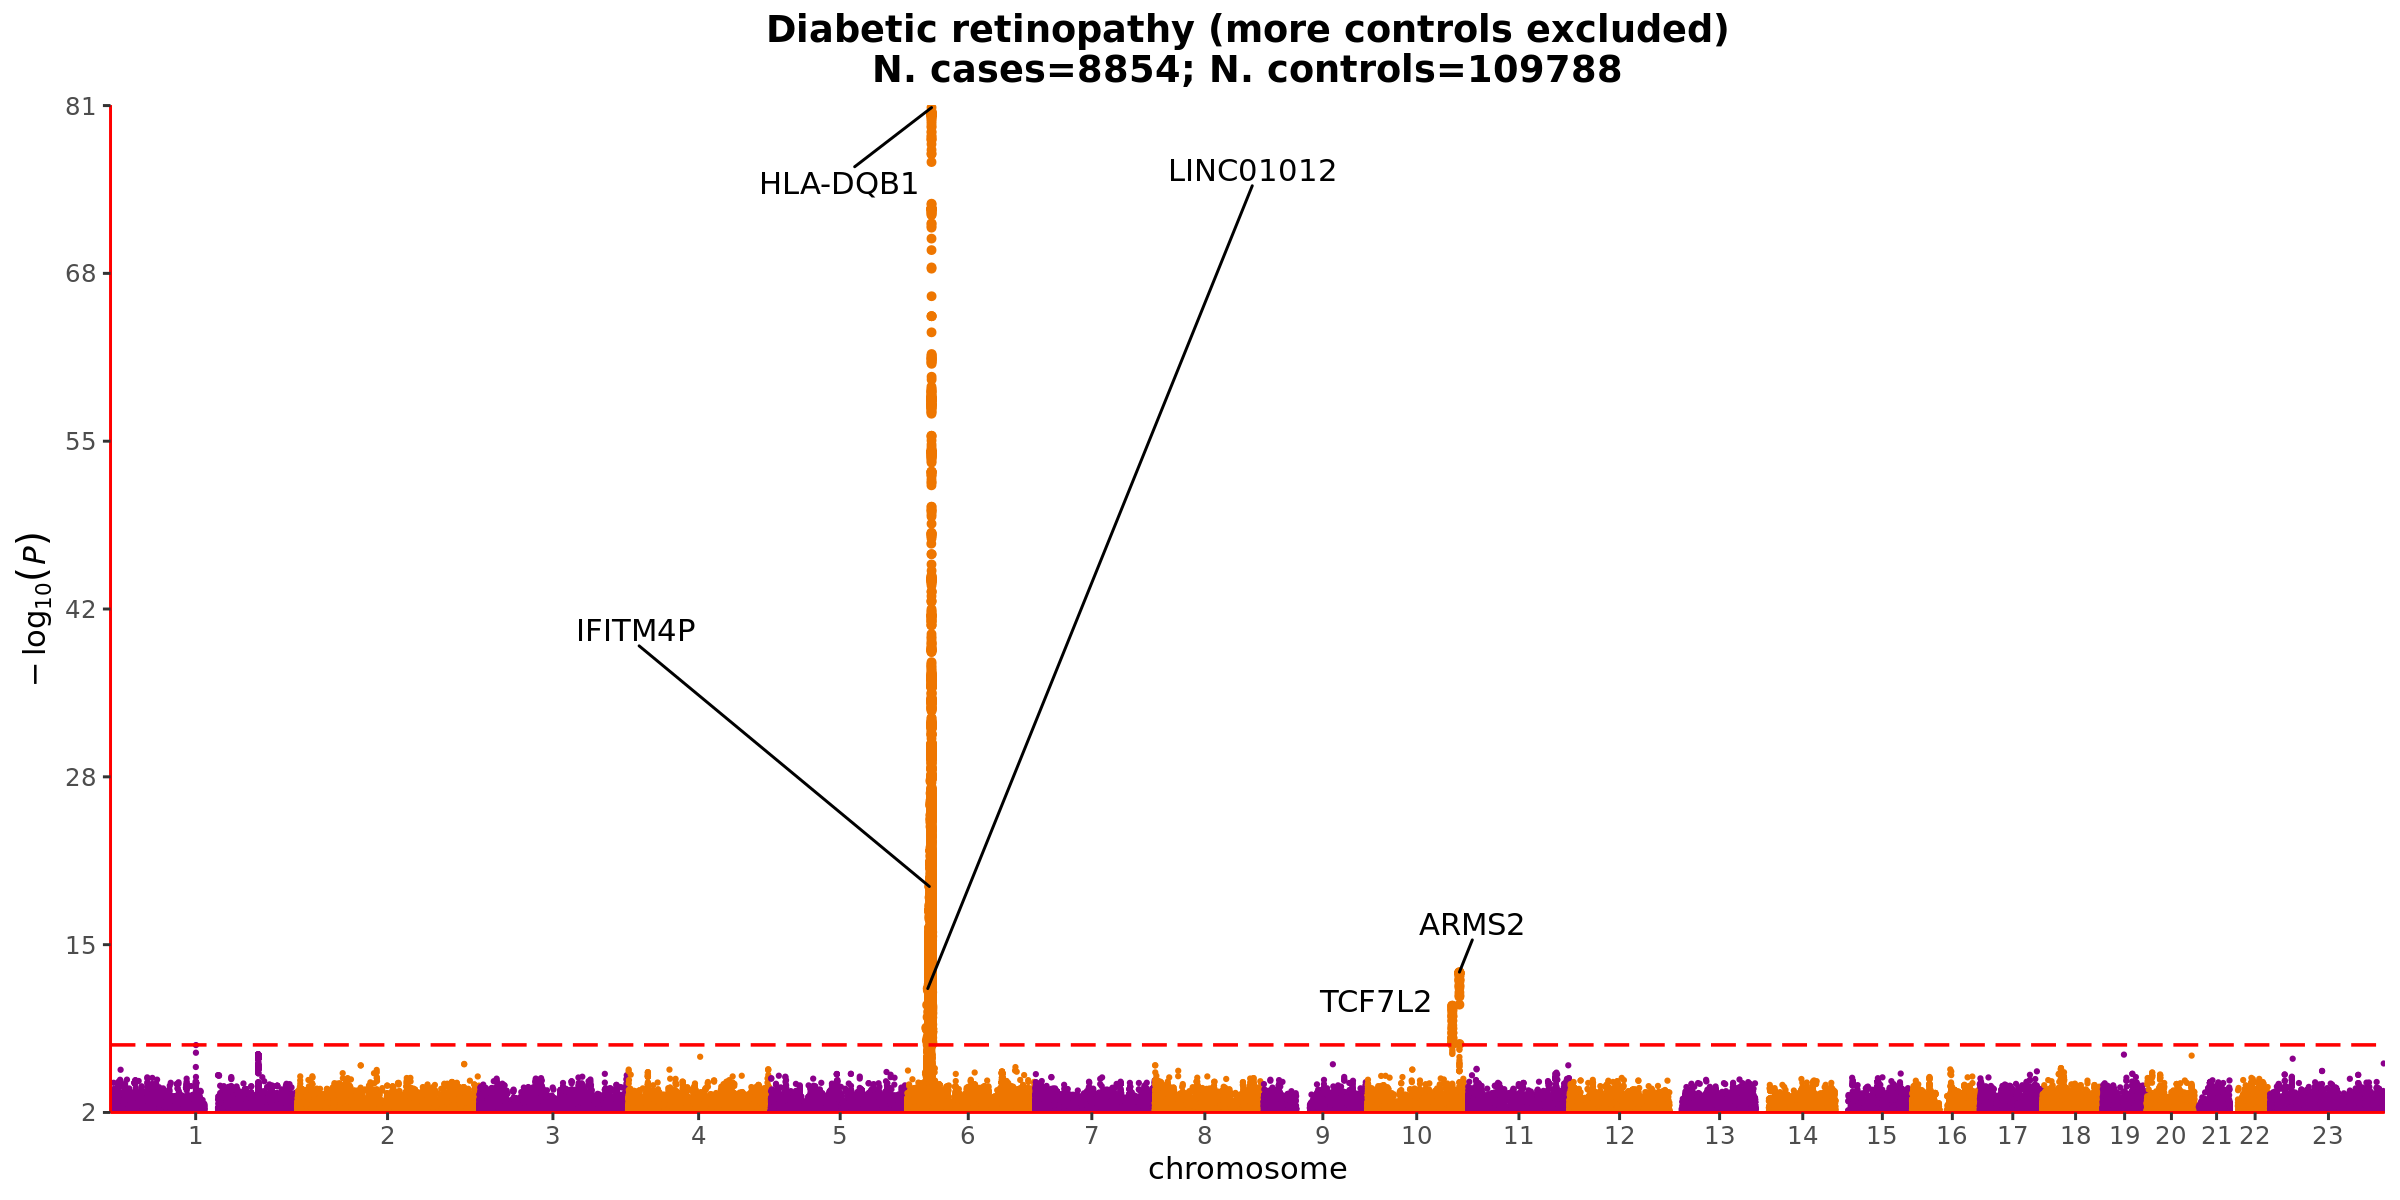 Diabetic retinopathy (more controls excluded)
N. cases=8854; N. controls=109788
81
68
55
42
28
15
2
−log10(P)
HLA-DQB1
LINC01012
IFITM4P
ARMS2
TCF7L2
1 2 3 4 5 6 7 8 9 10 11 12 13 14 15 16 17 18 19 20 21 22 23
chromosome